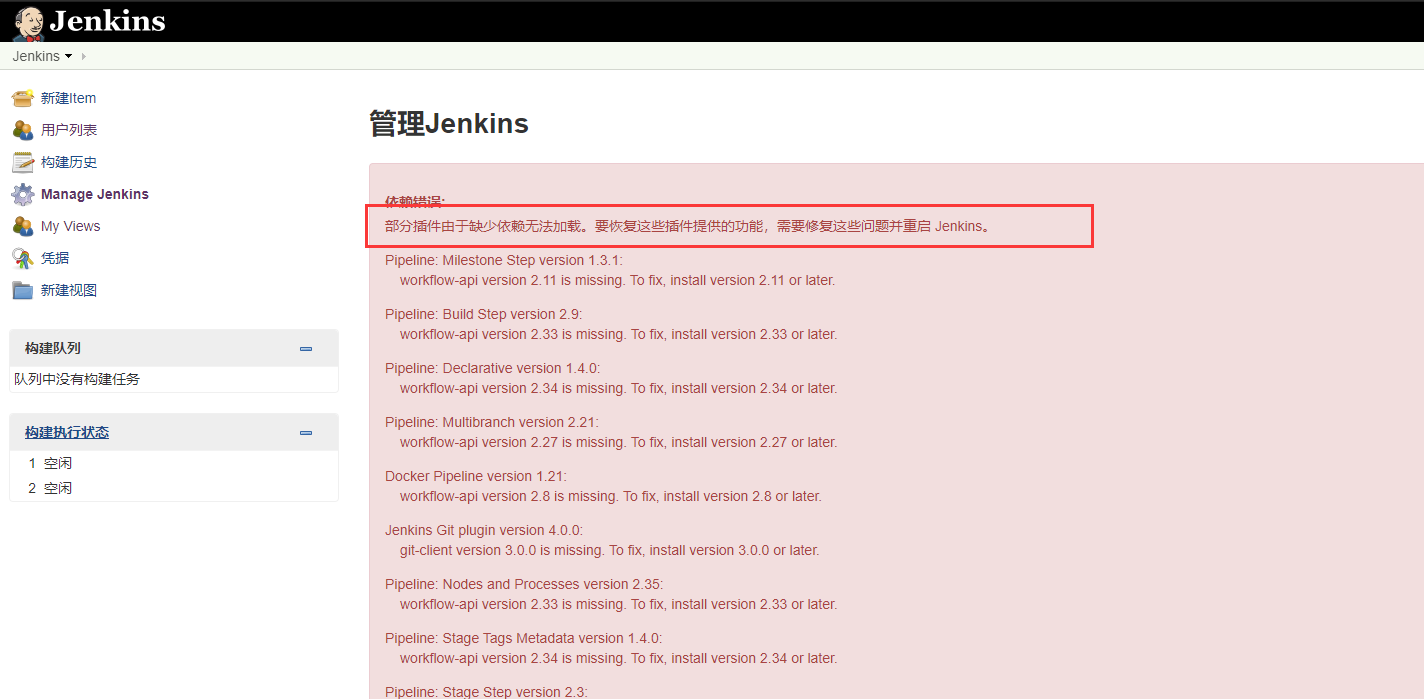 Jenkins
Jenkins
新建Item
用户列表
构建历史
Manage Jenkins
My Views
凭据
新建视图
构建队列
队列中没有构建任务
构建执行状态
1 空闲
2 空闲
管理Jenkins
依赖错误:
部分插件由于缺少依赖无法加载。要恢复这些插件提供的功能，需要修复这些问题并重启 Jenkins。
Pipeline: Milestone Step version 1.3.1:
workflow-api version 2.11 is missing. To fix, install version 2.11 or later.
Pipeline: Build Step version 2.9:
workflow-api version 2.33 is missing. To fix, install version 2.33 or later.
Pipeline: Declarative version 1.4.0:
workflow-api version 2.34 is missing. To fix, install version 2.34 or later.
Pipeline: Multibranch version 2.21:
workflow-api version 2.27 is missing. To fix, install version 2.27 or later.
Docker Pipeline version 1.21:
workflow-api version 2.8 is missing. To fix, install version 2.8 or later.
Jenkins Git plugin version 4.0.0:
git-client version 3.0.0 is missing. To fix, install version 3.0.0 or later.
Pipeline: Nodes and Processes version 2.35:
workflow-api version 2.33 is missing. To fix, install version 2.33 or later.
Pipeline: Stage Tags Metadata version 1.4.0:
workflow-api version 2.34 is missing. To fix, install version 2.34 or later.
Pipeline: Stage Step version 2.3: